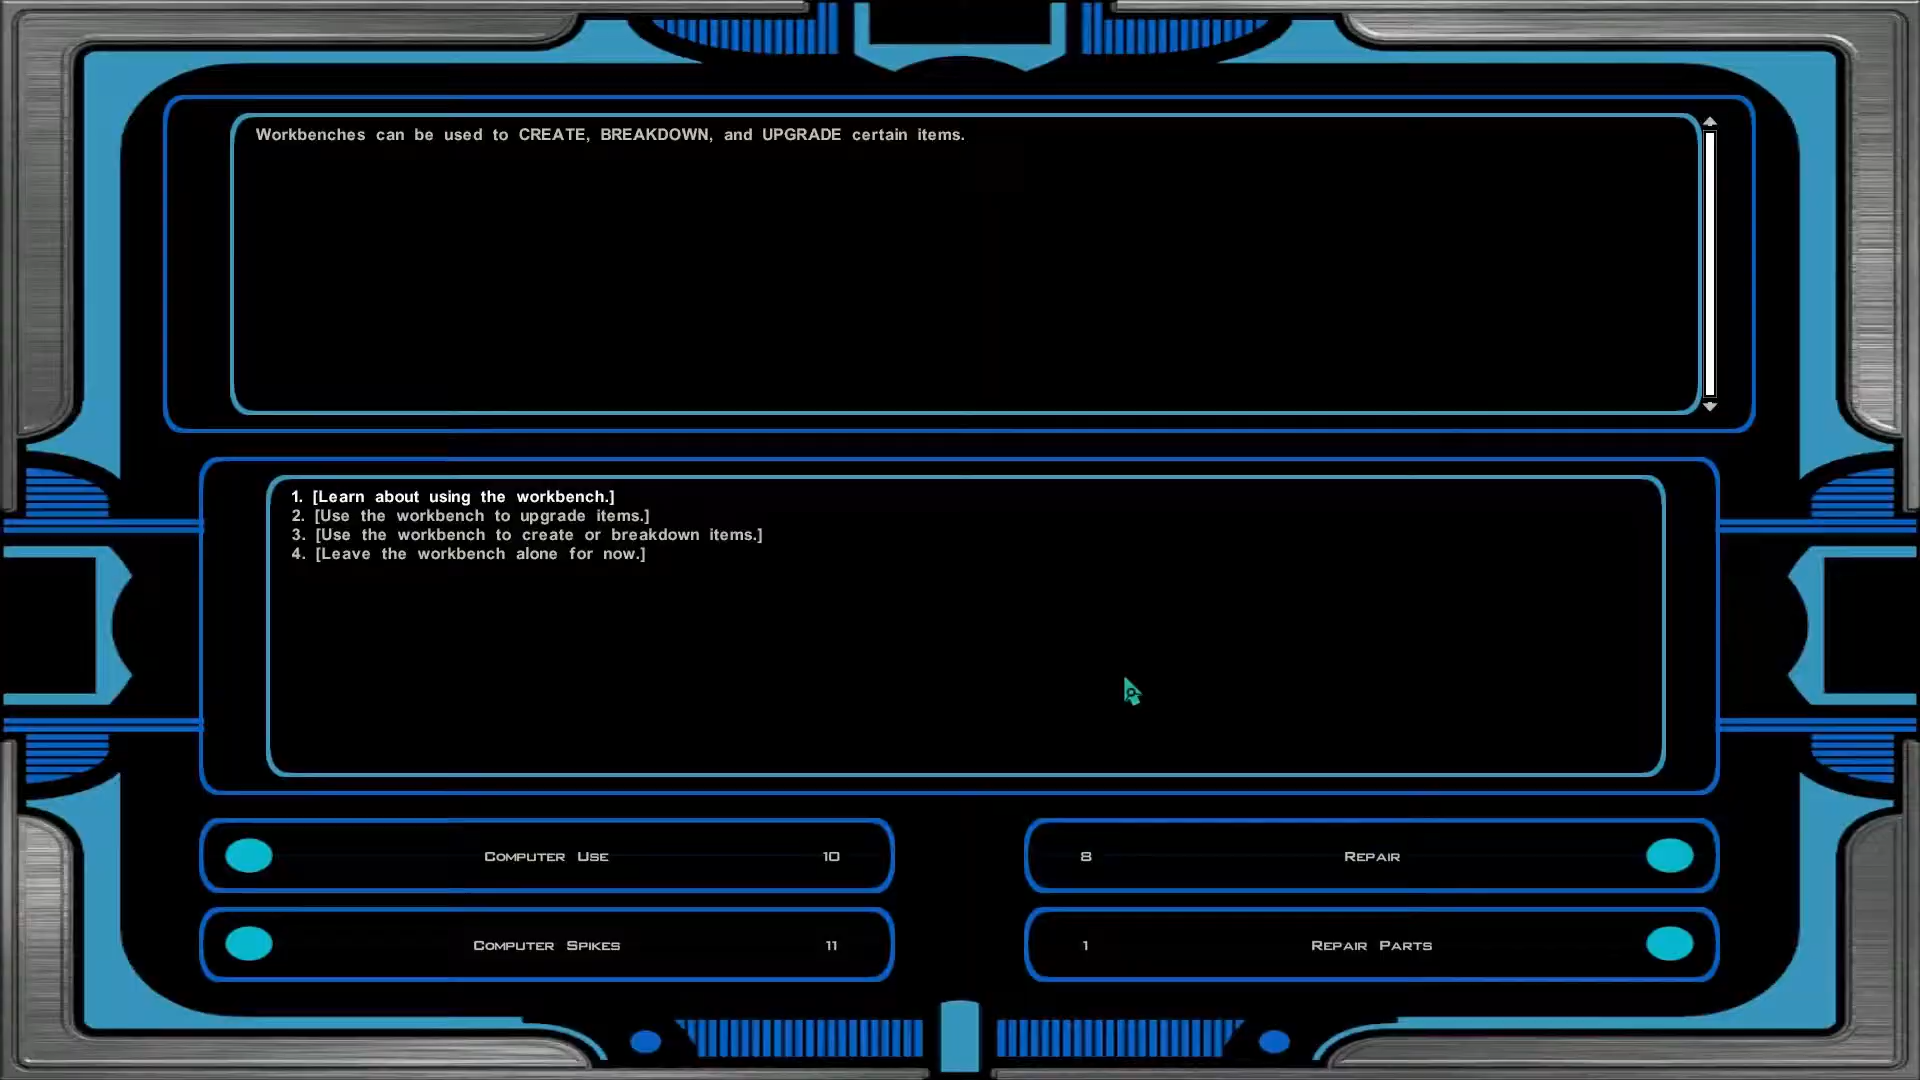 Workbenches can be used to CREATE, BREAKDOWN, and UPGRADE certain items.
1. [Learn about using the workbench.]
2. [Use the workbench to upgrade items.]
3. [Use the workbench to create or breakdown items.]
4. [Leave the workbench alone for now.]
Computer Use 10
8 Repair
Computer Spikes 11
1 Repair Parts